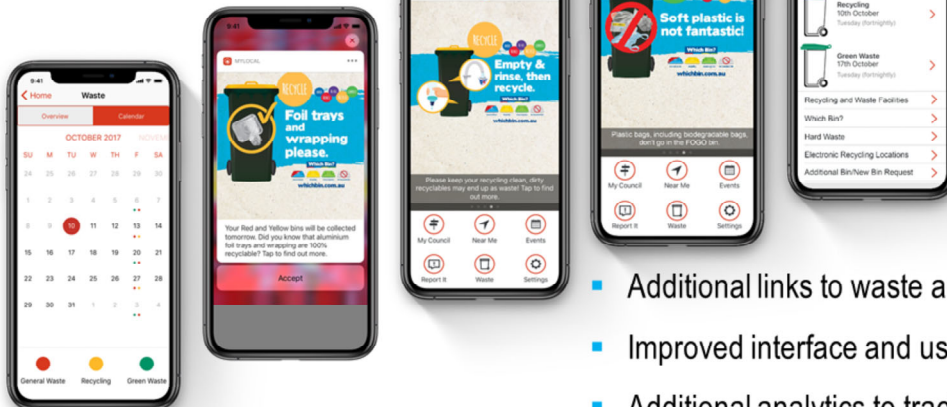 9:41
Home
Waste
Overview
Calendar
OCTOBER 2017
SU M TU W TH F SA
24 25 26 27 28 29 30
1 2 3 4 5 6 7
8 9 10 11 12 13 14
15 16 17 18 19 20 21
22 23 24 25 26 27 28
29 30 31 1 2 3 4
General Waste
Recycling
Green Waste
9:41
MYLOCAL
RECYCLE
Foil trays
and
wrapping
please.
Which Bin?
whichbin.com.au
Your Red and Yellow bins will be collected
tomorrow. Did you know that aluminium
foil trays and wrapping are 100%
recyclable? Tap to find out more.
Accept
RECYCLE
Empty &
rinse, then
recycle.
Which Bin?
whichbin.com.au
Please keep your recycling clean, dirty
recyclables may end up as waste! Tap to find
out more.
My Council
Near Me
Events
Report It
Waste
Settings
Soft plastic is
not fantastic!
Which Bin?
whichbin.com.au
Plastic bags, including biodegradable bags,
don't go in the FOGO bin.
My Council
Near Me
Events
Report It
Waste
Settings
Recycling
10th October
Tuesday (fortnightly)
Green Waste
17th October
Tuesday (fortnightly)
Recycling and Waste Facilities
Which Bin?
Hard Waste
Electronic Recycling Locations
Additional Bin/New Bin Request
Additional links to waste a
Improved interface and us
Additional analytics to trac